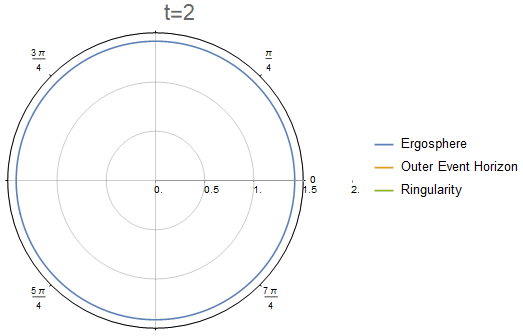 t=2
3 π
4
π
4
0
0. 0.5 1. 1.5 2.
5 π
4
7 π
4
Ergosphere
Outer Event Horizon
Ringularity